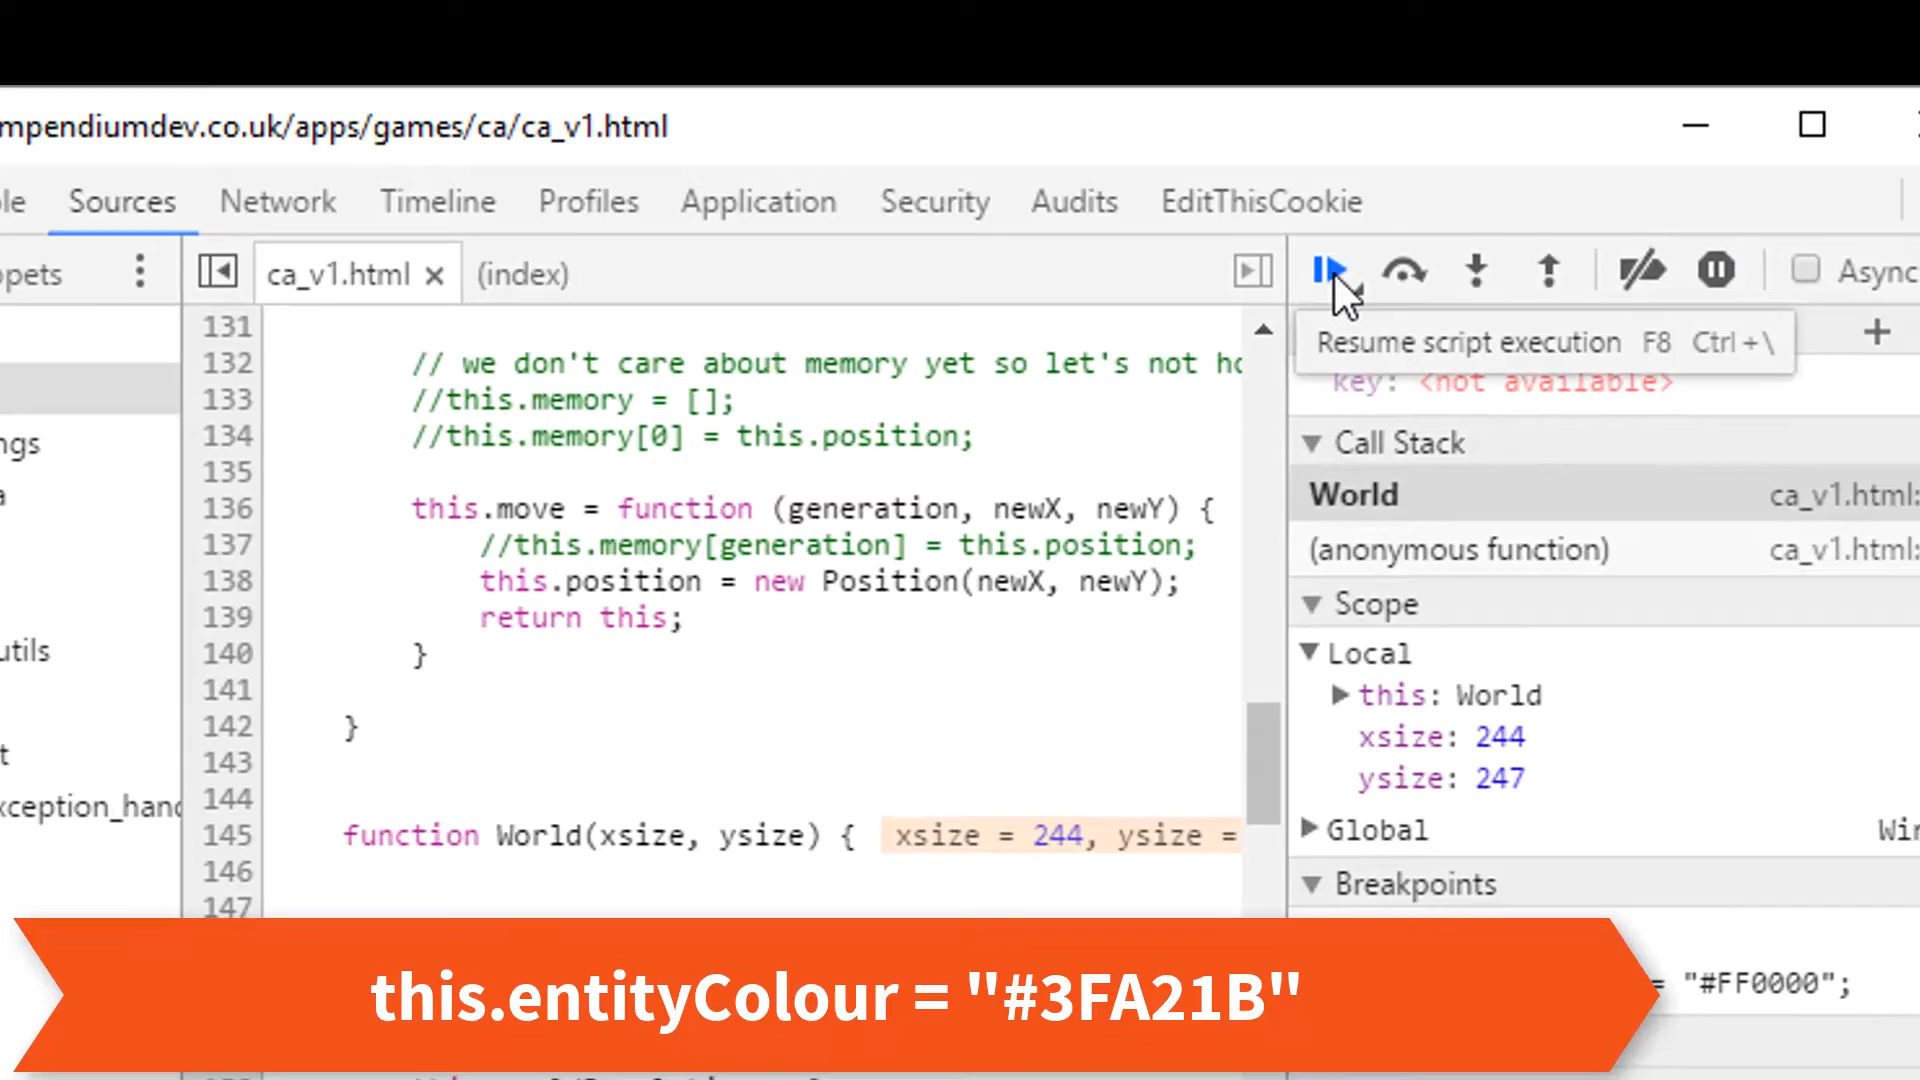 mpendiumdev.co.uk/apps/games/ca/ca_v1.html
le Sources Network Timeline Profiles Application Security Audits EditThisCookie
ppets ca_v1.html × (index) Async
Resume script execution F8 Ctrl+\
key: <not available>
131
132 // we don't care about memory yet so let's not ho
133 //this.memory = [];
134 //this.memory[0] = this.position;
135
136 this.move = function (generation, newX, newY) {
137 //this.memory[generation] = this.position;
138 this.position = new Position(newX, newY);
139 return this;
140 }
141
142 }
143
144
145 function World(xsize, ysize) { xsize = 244, ysize =
146
147
ngs
a
utils
t
xception_hand
Call Stack
World ca_v1.html:
(anonymous function) ca_v1.html:
Scope
Local
this: World
xsize: 244
ysize: 247
Global Win
Breakpoints
= "#FF0000";
this.entityColour = "#3FA21B"